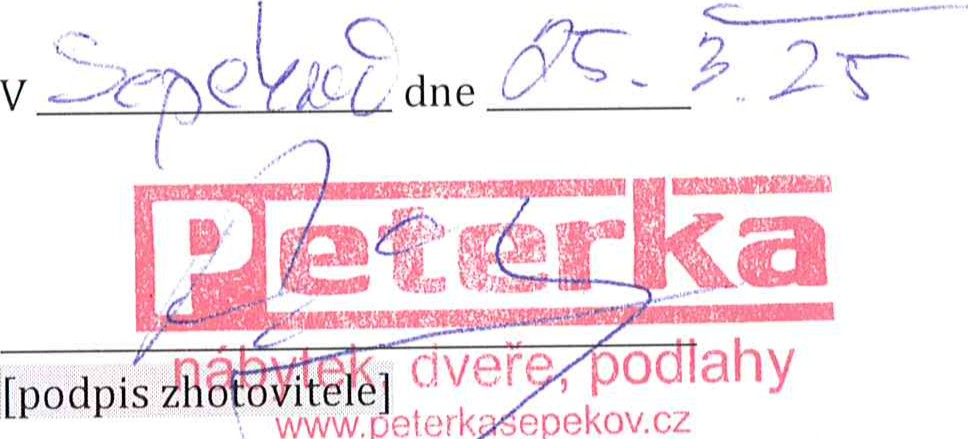 V Sepekově dne 05. 3. 25
Peterka
nábytek, dveře, podlahy
[podpis zhotovitele]
www.peterkasepekov.cz